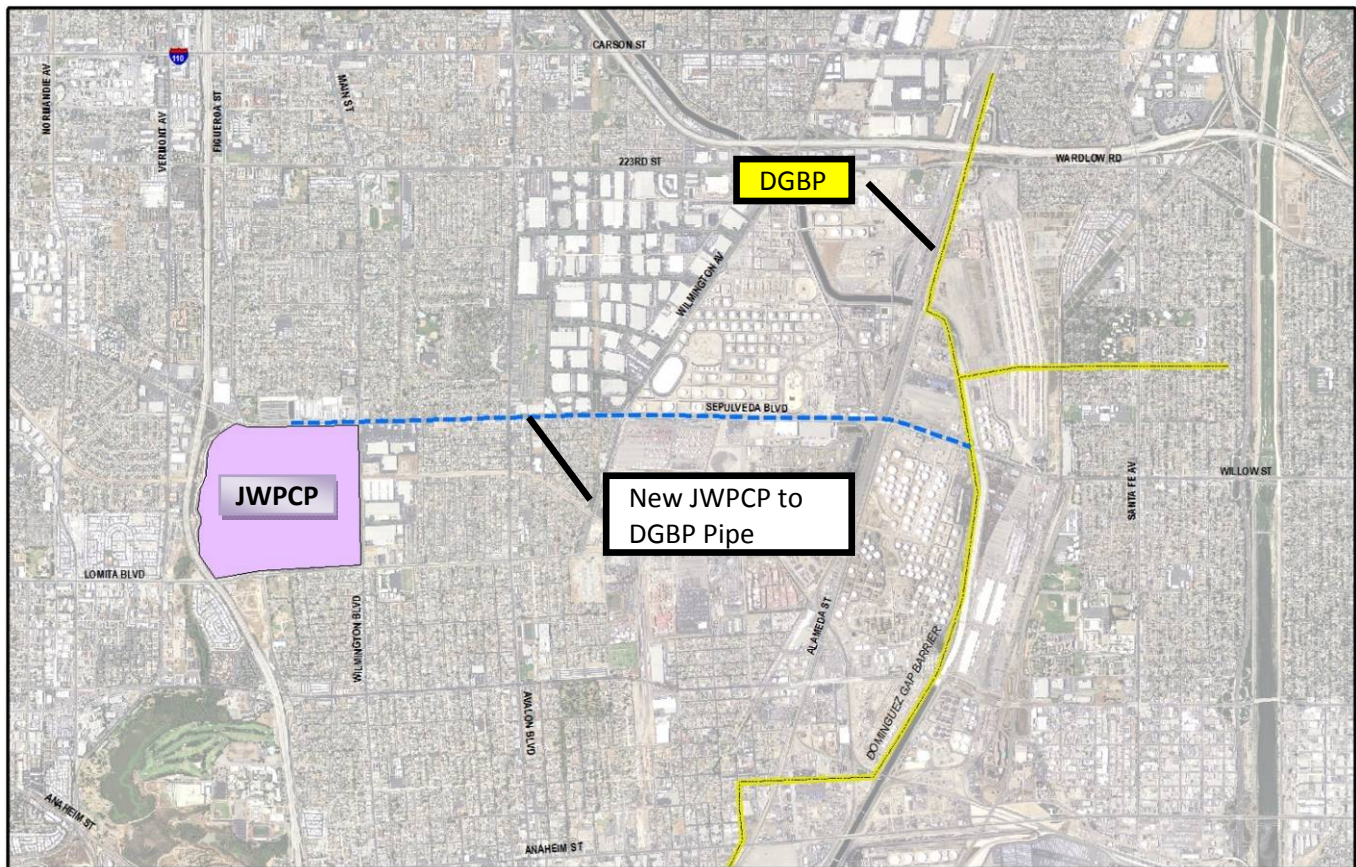 CARSON ST
110
NORMANDIE AV
VERMONT AV
FIGUEROA ST
MAIN ST
223RD ST
WARDLOW RD
DGBP
WILMINGTON AV
SEPULVEDA BLVD
JWPCP
New JWPCP to
DGBP Pipe
SANTA FE AV
WILLOW ST
LOMITA BLVD
WILMINGTON BLVD
ALAMEDA ST
AVALON BLVD
DOMINGUEZ GAP BARRIER
ANAHEIM ST
ANAHEIM ST